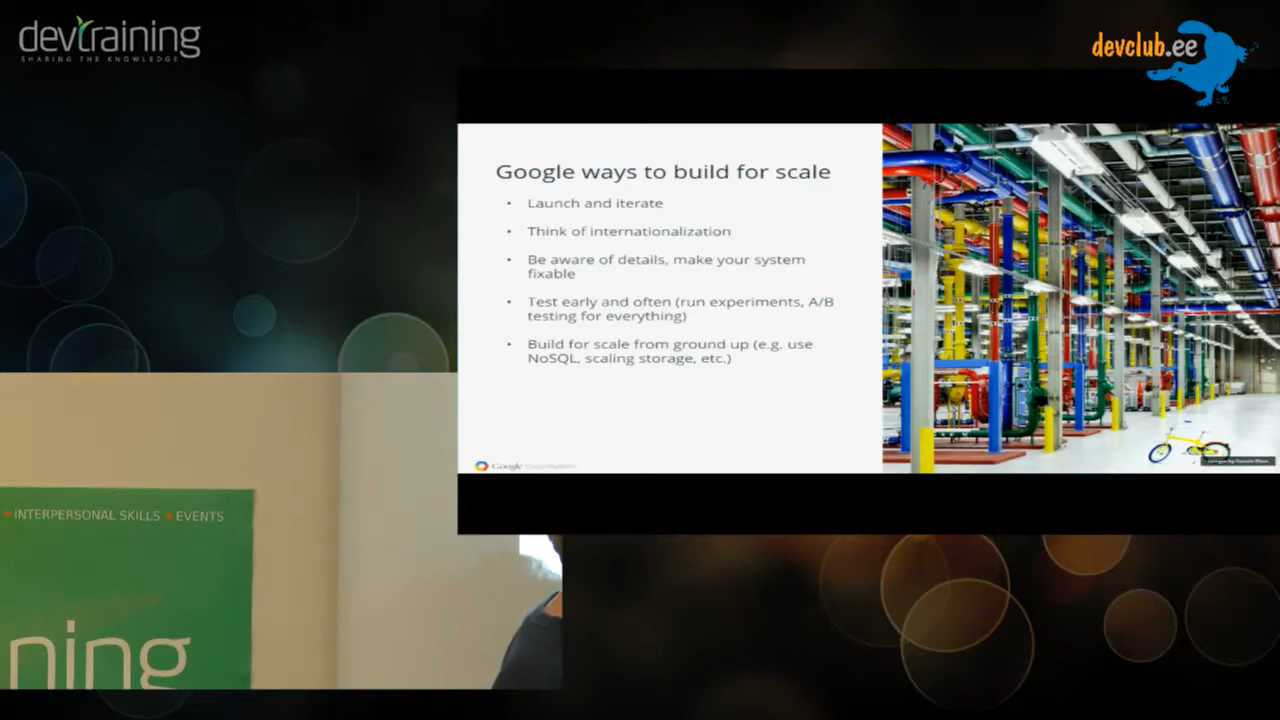 devtraining
SHARING THE KNOWLEDGE
devclub.ee
Google ways to build for scale
• Launch and iterate
• Think of internationalization
• Be aware of details, make your system
fixable
• Test early and often (run experiments, A/B
testing for everything)
• Build for scale from ground up (e.g. use
NoSQL, scaling storage, etc.)
Google
INTERPERSONAL SKILLS • EVENTS
ning